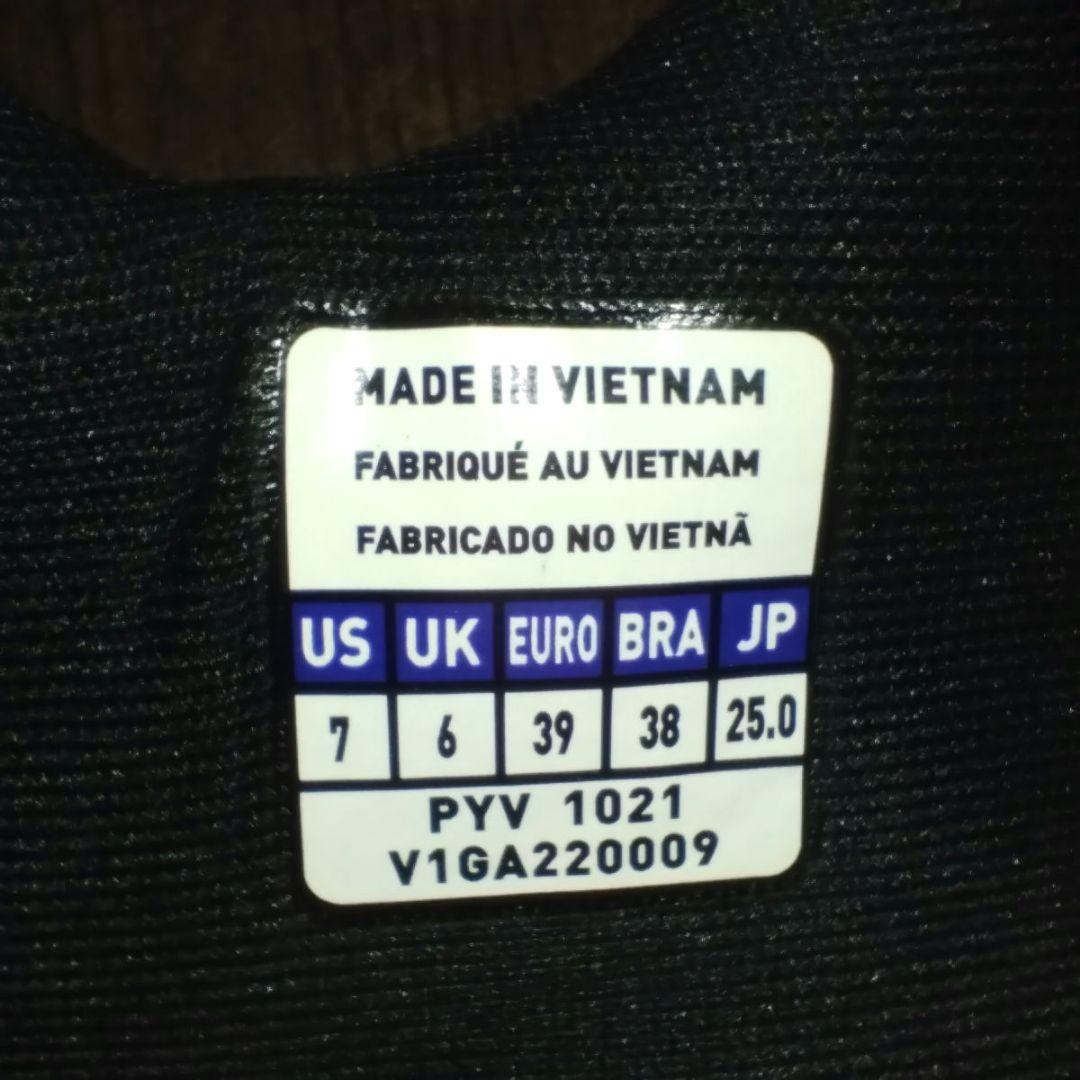 MADE IN VIETNAM
FABRIQUÉ AU VIETNAM
FABRICADO NO VIETNÃ
US UK EURO BRA JP
7 6 39 38 25.0
PYV 1021
V1GA220009